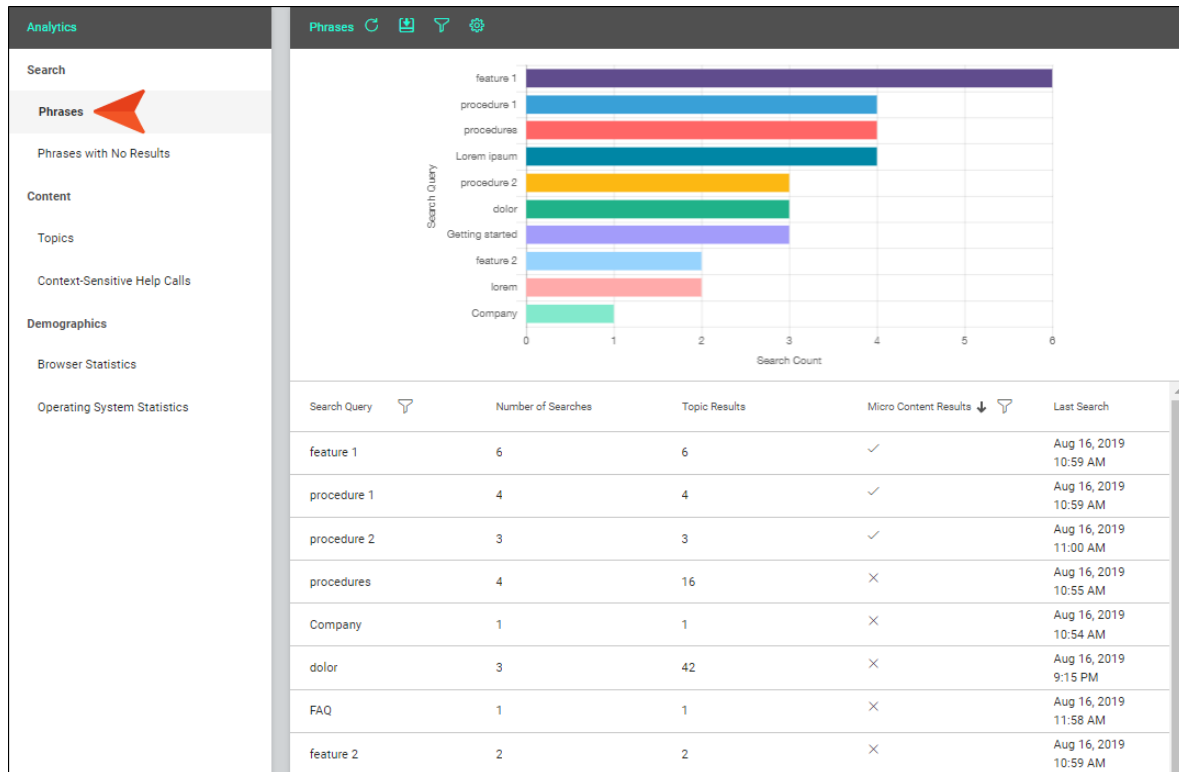 Analytics
Search
Phrases
Phrases with No Results
Content
Topics
Context-Sensitive Help Calls
Demographics
Browser Statistics
Operating System Statistics
Phrases
Search Query
feature 1
procedure 1
procedures
Lorem ipsum
procedure 2
dolor
Getting started
feature 2
lorem
Company
0 1 2 3 4 5 6
Search Count
Search Query Number of Searches Topic Results Micro Content Results Last Search
feature 1 6 6 Aug 16, 2019
10:59 AM
procedure 1 4 4 Aug 16, 2019
10:59 AM
procedure 2 3 3 Aug 16, 2019
11:00 AM
procedures 4 16 Aug 16, 2019
10:55 AM
Company 1 1 Aug 16, 2019
10:54 AM
dolor 3 42 Aug 16, 2019
9:15 PM
FAQ 1 1 Aug 16, 2019
11:58 AM
feature 2 2 2 Aug 16, 2019
10:59 AM